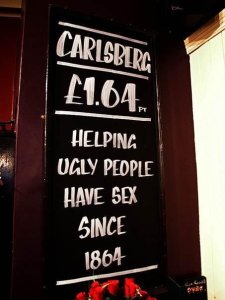 CARLSBERG
£1.64 PT
HELPING
UGLY PEOPLE
HAVE SEX
SINCE
1864